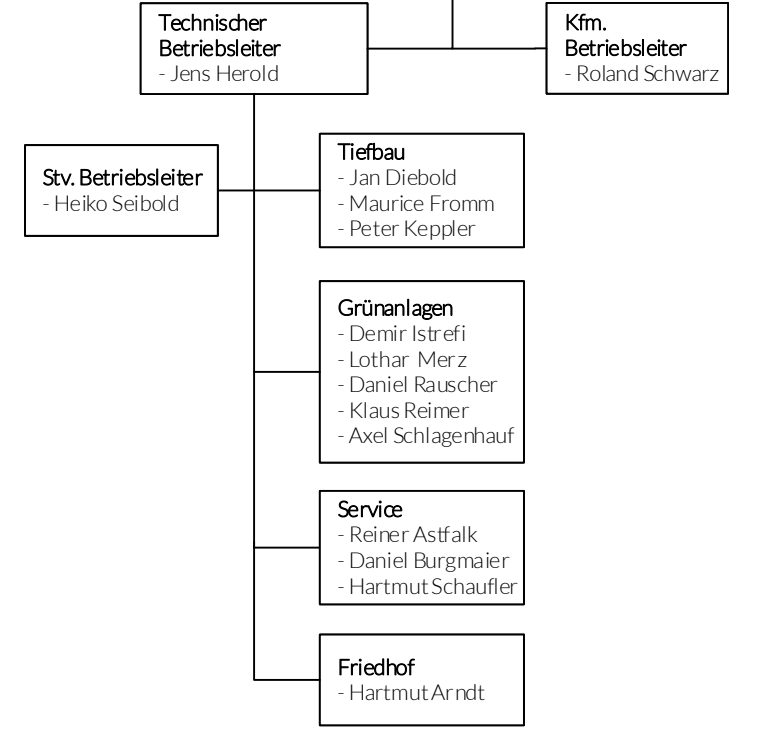 Technischer
Betriebsleiter
- Jens Herold
Kfm.
Betriebsleiter
- Roland Schwarz
Stv. Betriebsleiter
- Heiko Seibold
Tiefbau
- Jan Diebold
- Maurice Fromm
- Peter Keppler
Grünanlagen
- Demir Istrefi
- Lothar Merz
- Daniel Rauscher
- Klaus Reimer
- Axel Schlagenhauf
Service
- Reiner Astfalk
- Daniel Burgmaier
- Hartmut Schaufler
Friedhof
- Hartmut Arndt